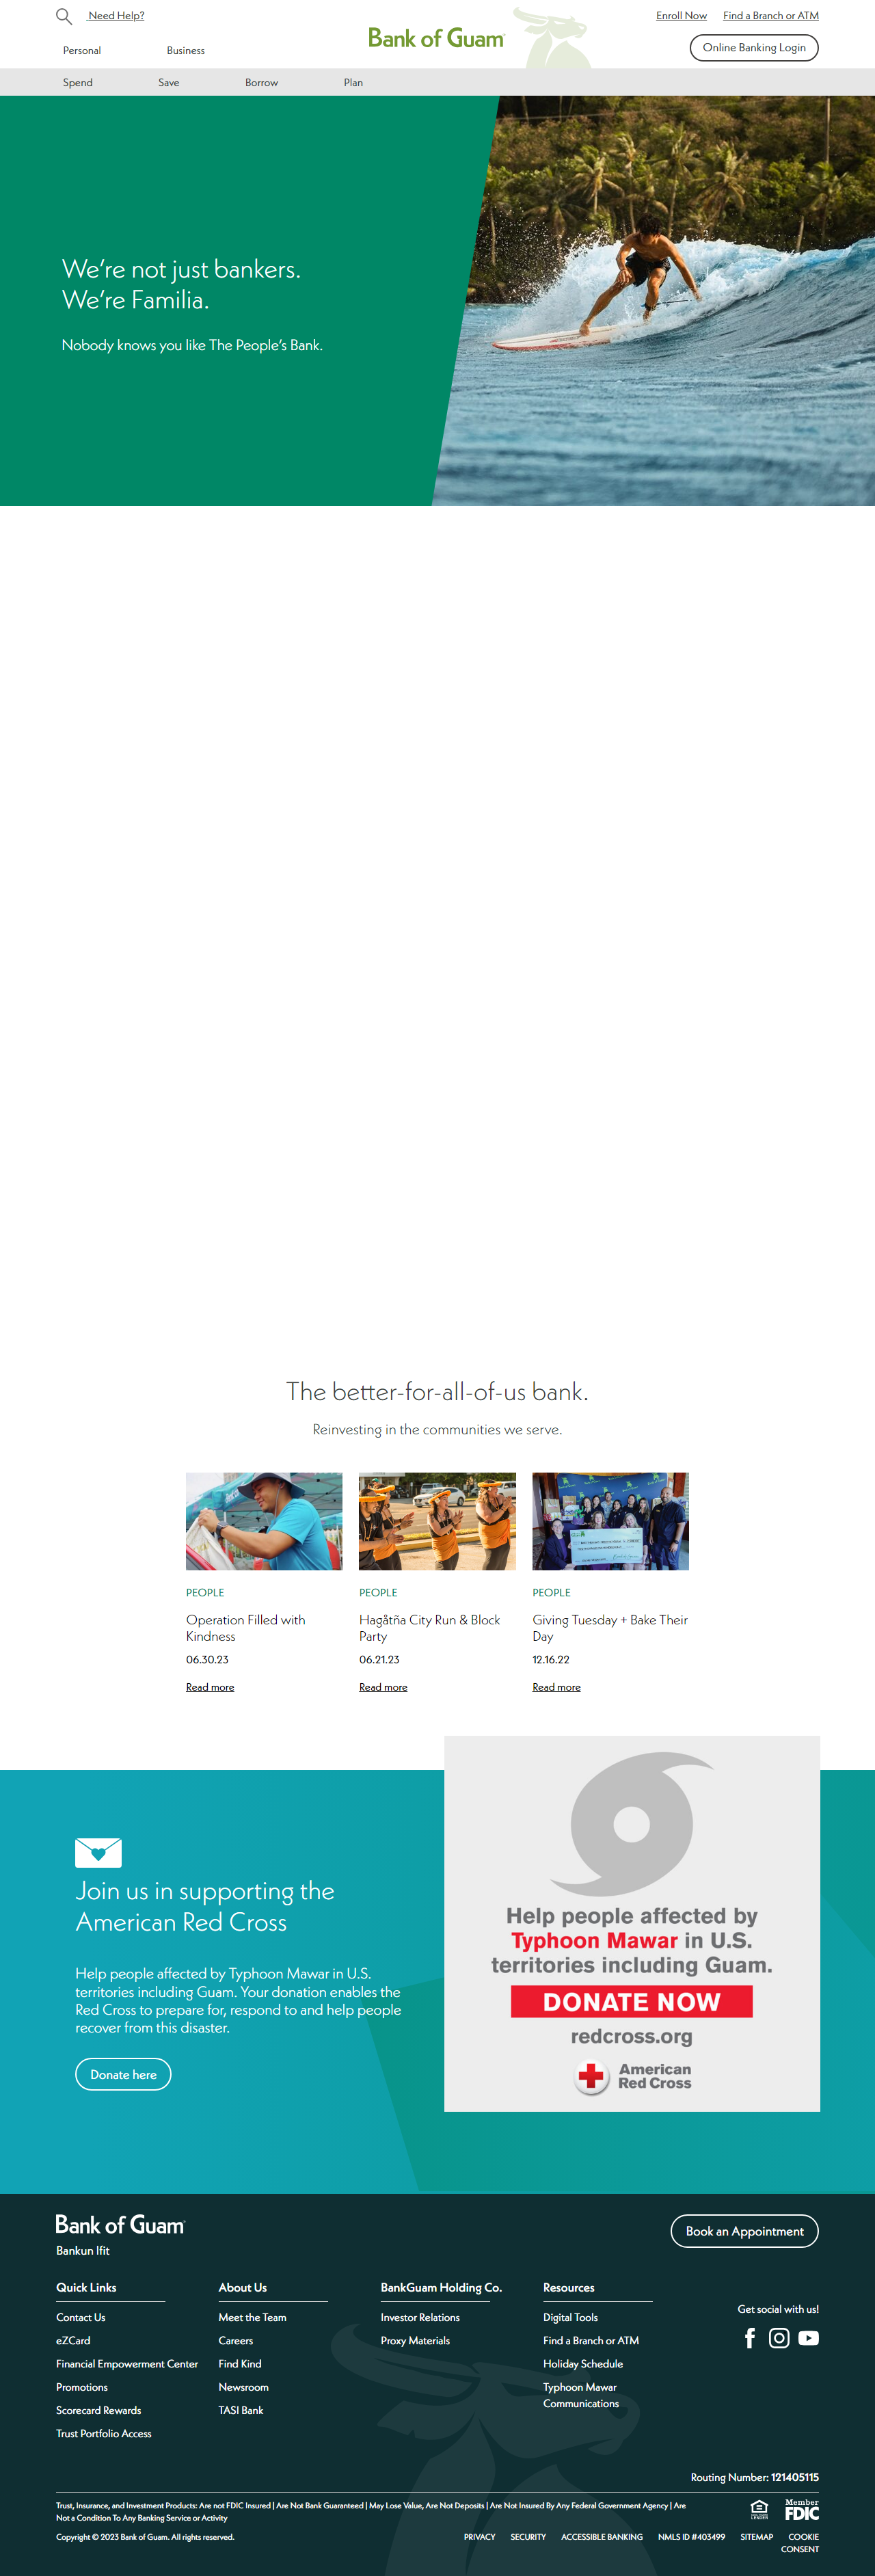 Need Help?
Enroll Now
Find a Branch or ATM
Personal
Business
Bank of Guam
Online Banking Login
Spend
Save
Borrow
Plan
We're not just bankers.
We're Familia.
Nobody knows you like The People's Bank.
The better-for-all-of-us bank.
Reinvesting in the communities we serve.
PEOPLE
Operation Filled with
Kindness
06.30.23
Read more
PEOPLE
Hagåtña City Run & Block
Party
06.21.23
Read more
PEOPLE
Giving Tuesday + Bake Their
Day
12.16.22
Read more
Join us in supporting the
American Red Cross
Help people affected by Typhoon Mawar in U.S.
territories including Guam. Your donation enables the
Red Cross to prepare for, respond to and help people
recover from this disaster.
Donate here
Help people affected by
Typhoon Mawar in U.S.
territories including Guam.
DONATE NOW
redcross.org
American
Red Cross
Bank of Guam
Bankun Ifit
Book an Appointment
Quick Links
Contact Us
eZCard
Financial Empowerment Center
Promotions
Scorecard Rewards
Trust Portfolio Access
About Us
Meet the Team
Careers
Find Kind
Newsroom
TASI Bank
BankGuam Holding Co.
Investor Relations
Proxy Materials
Resources
Digital Tools
Find a Branch or ATM
Holiday Schedule
Typhoon Mawar
Communications
Get social with us!
Routing Number: 121405115
Trust, Insurance, and Investment Products: Are not FDIC Insured | Are Not Bank Guaranteed | May Lose Value, Are Not Deposits | Are Not Insured By Any Federal Government Agency | Are
Not a Condition To Any Banking Service or Activity
Member
FDIC
Copyright © 2023 Bank of Guam. All rights reserved.
PRIVACY
SECURITY
ACCESSIBLE BANKING
NMLS ID #403499
SITEMAP
COOKIE
CONSENT